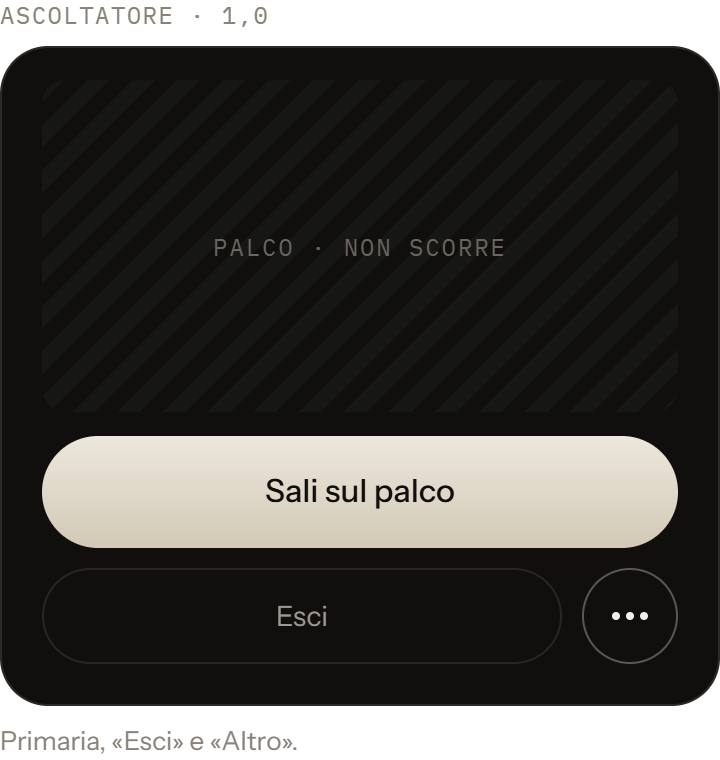 ASCOLTATORE · 1,0
PALCO · NON SCORRE
Sali sul palco
Esci
Primaria, «Esci» e «Altro».